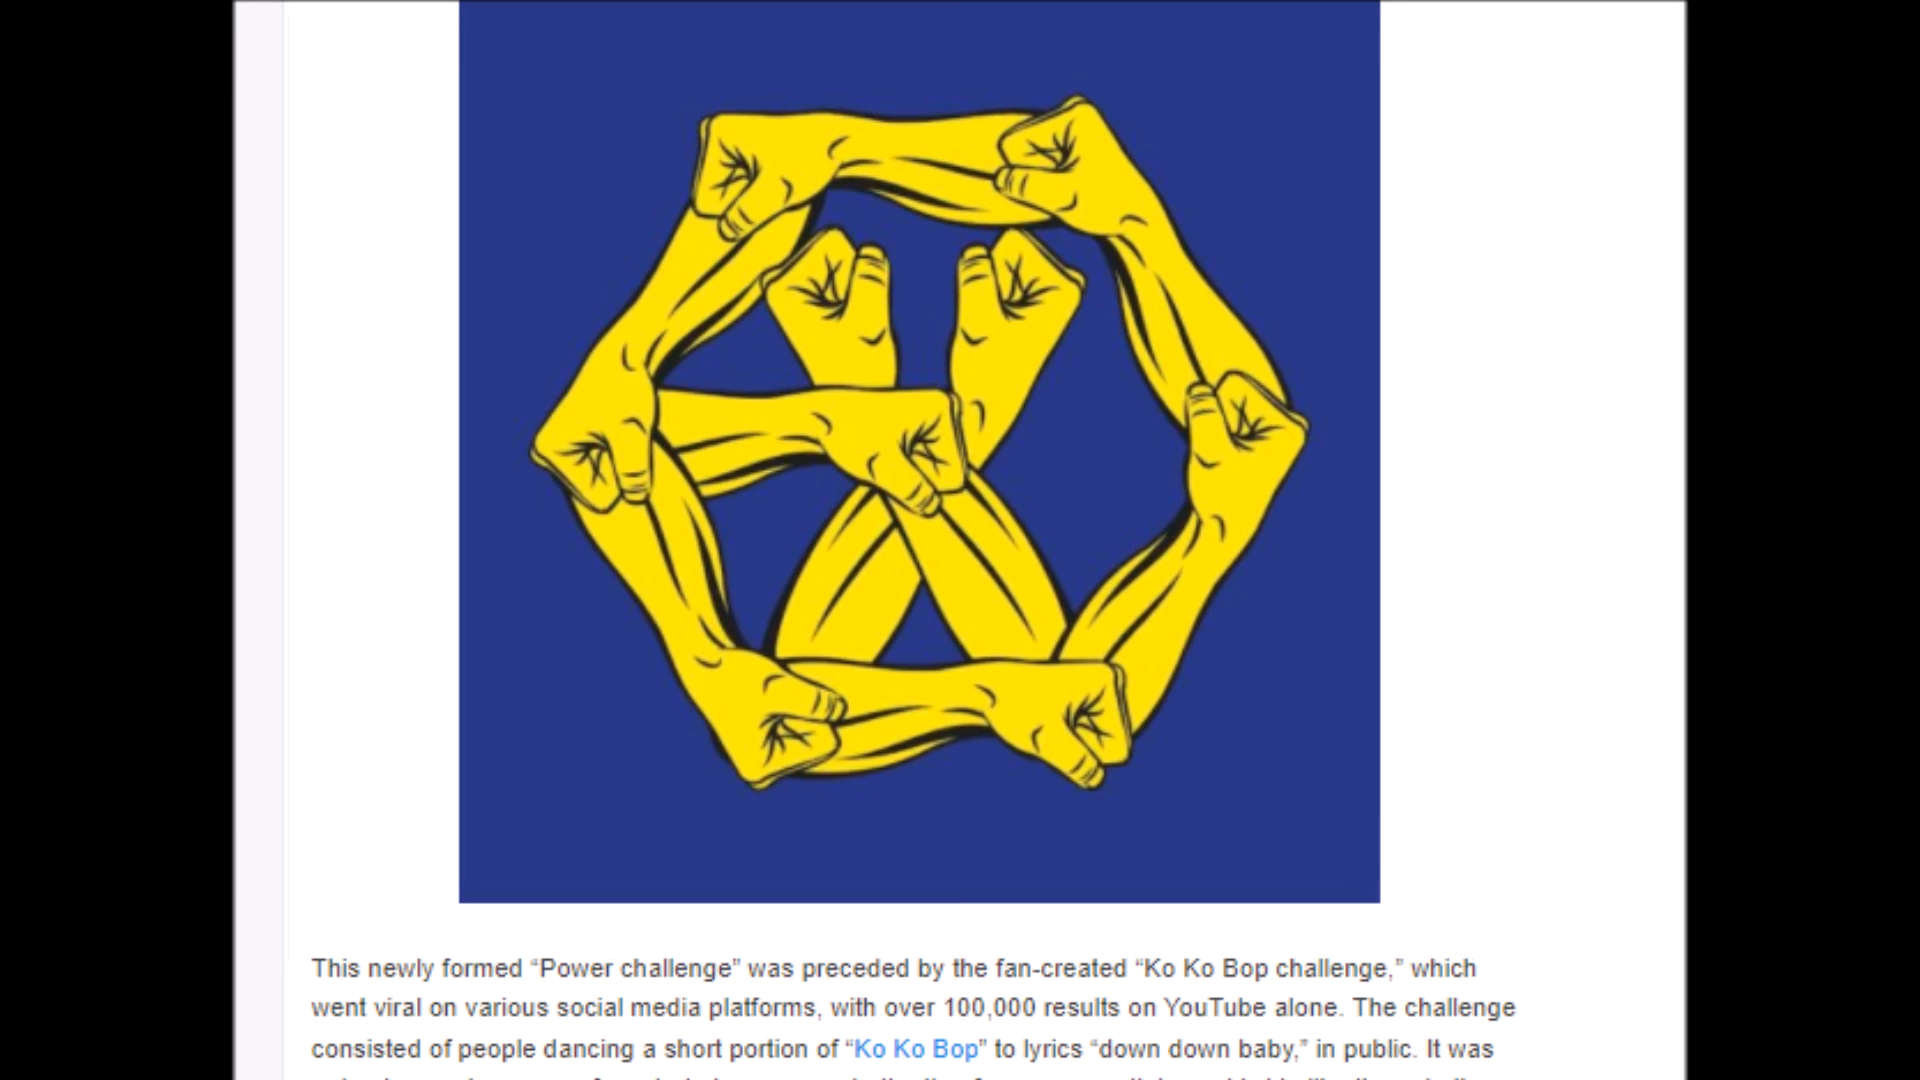 This newly formed “Power challenge” was preceded by the fan-created “Ko Ko Bop challenge,” which
went viral on various social media platforms, with over 100,000 results on YouTube alone. The challenge
consisted of people dancing a short portion of “Ko Ko Bop” to lyrics “down down baby,” in public. It was